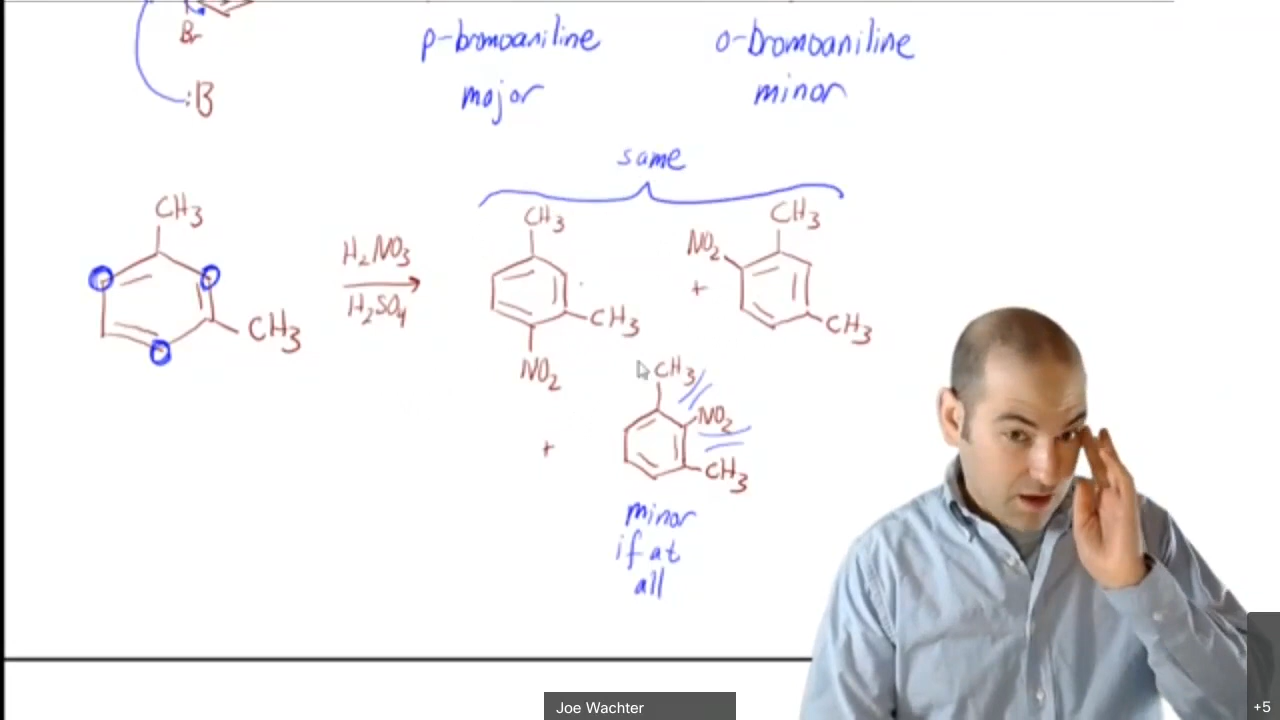 Br
:B
p-bromoaniline
major
o-bromoaniline
minor
same
CH3
CH3
H2NO3
H2SO4
CH3
CH3
NO2
+
NO2
CH3
CH3
+
CH3
NO2
CH3
minor
if at
all
Joe Wachter
+5